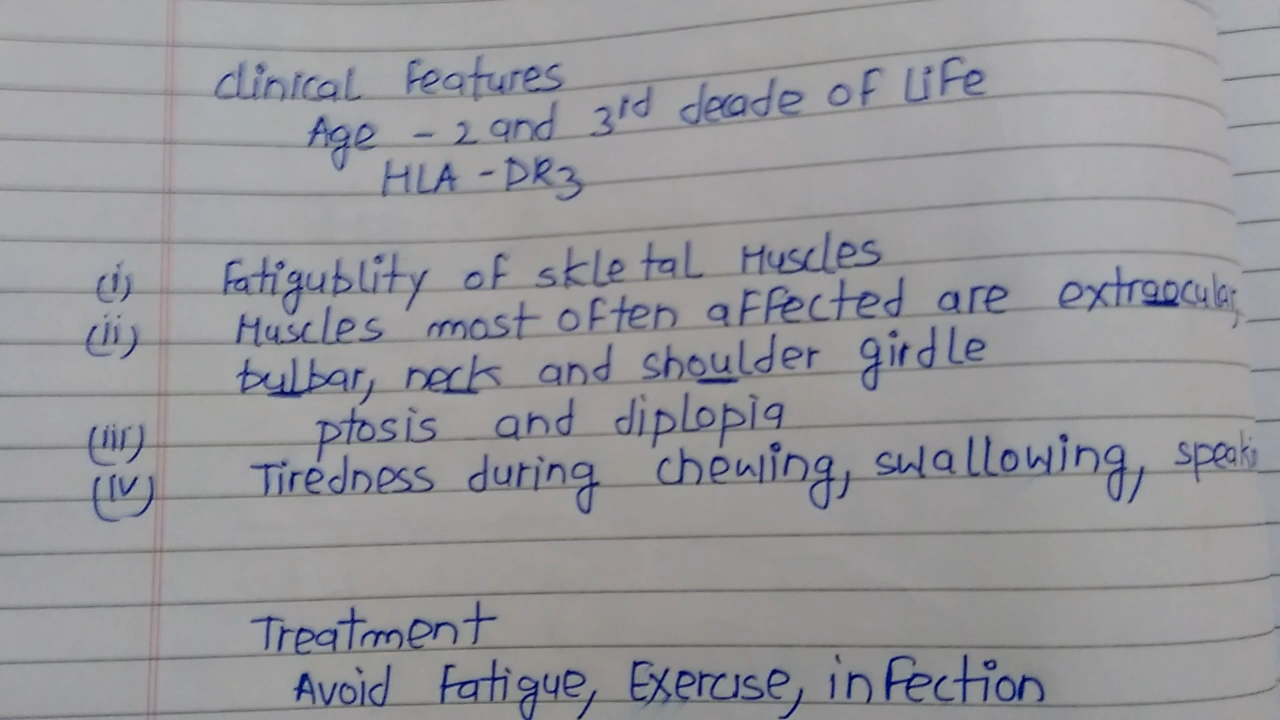 Clinical Features
Age - 2 and 3rd decade of Life
HLA - DR3
(i) Fatigublity of skletal Muscles
(ii) Muscles most often affected are extraocular,
bulbar, neck and shoulder girdle
(iii) ptosis and diplopia
(iv) Tiredness during chewing, swallowing, speaki
Treatment
Avoid Fatigue, Exercise, infection